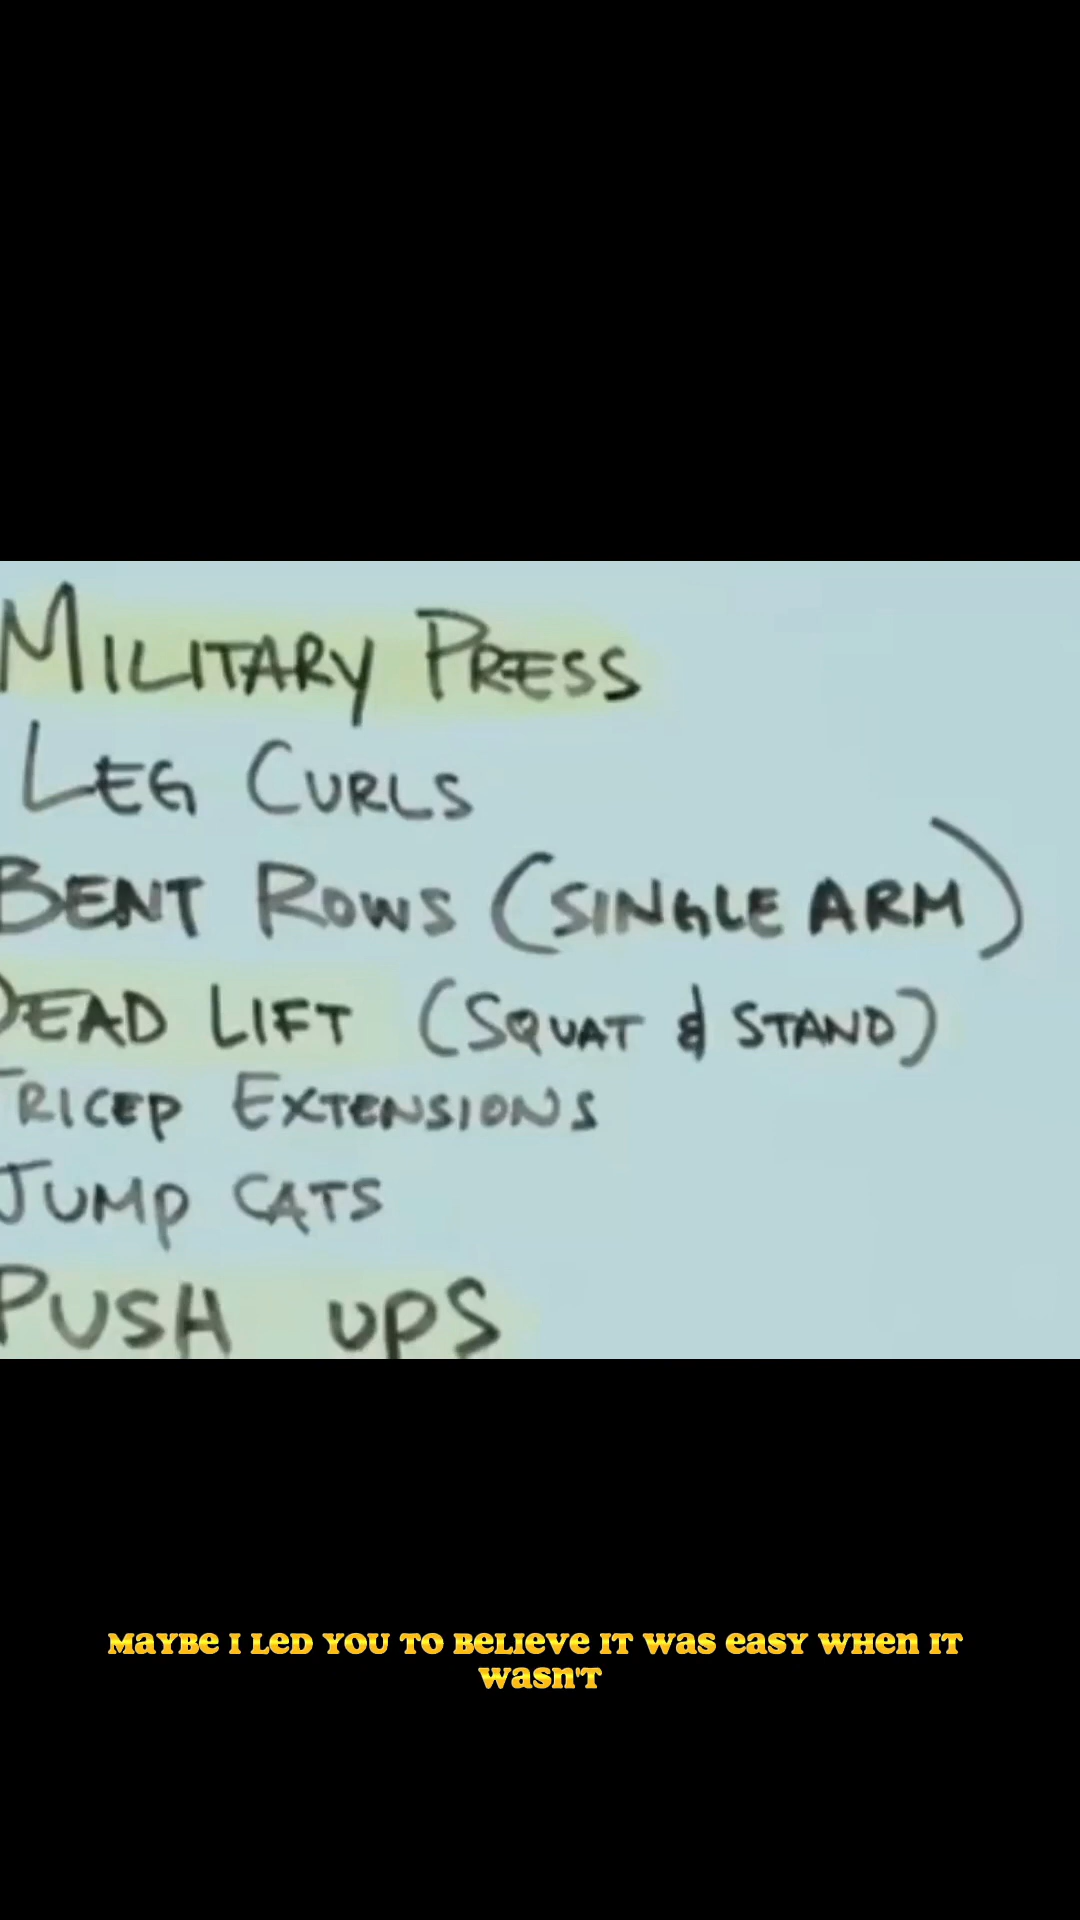 MILITARY PRESS
LEG CURLS
BENT ROWS (SINGLE ARM)
DEAD LIFT (SQUAT & STAND)
TRICEP EXTENSIONS
JUMP CATS
PUSH UPS
MAYBE I LED YOU TO BELIEVE IT WAS EASY WHEN IT
WASN'T